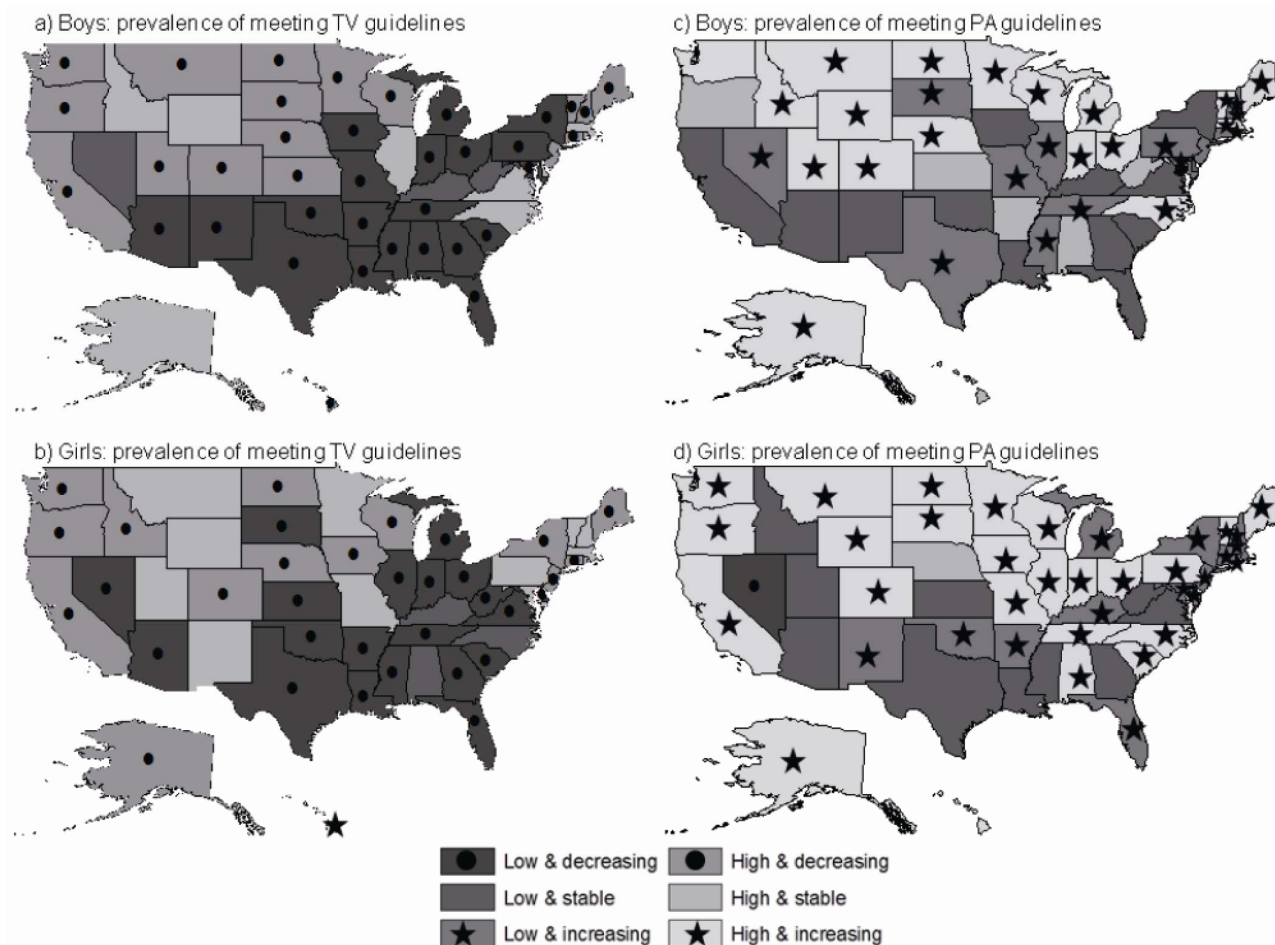 a) Boys: prevalence of meeting TV guidelines
c) Boys: prevalence of meeting PA guidelines
b) Girls: prevalence of meeting TV guidelines
d) Girls: prevalence of meeting PA guidelines
Low & decreasing
High & decreasing
Low & stable
High & stable
Low & increasing
High & increasing